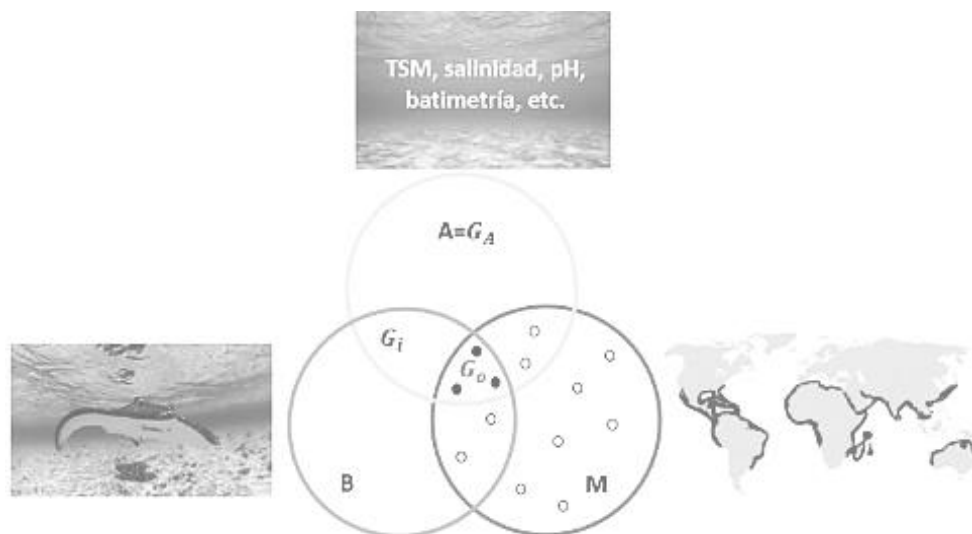 TSM, salinidad, pH,
batimetría, etc.
A=G_A
G_i
G_o
B
M